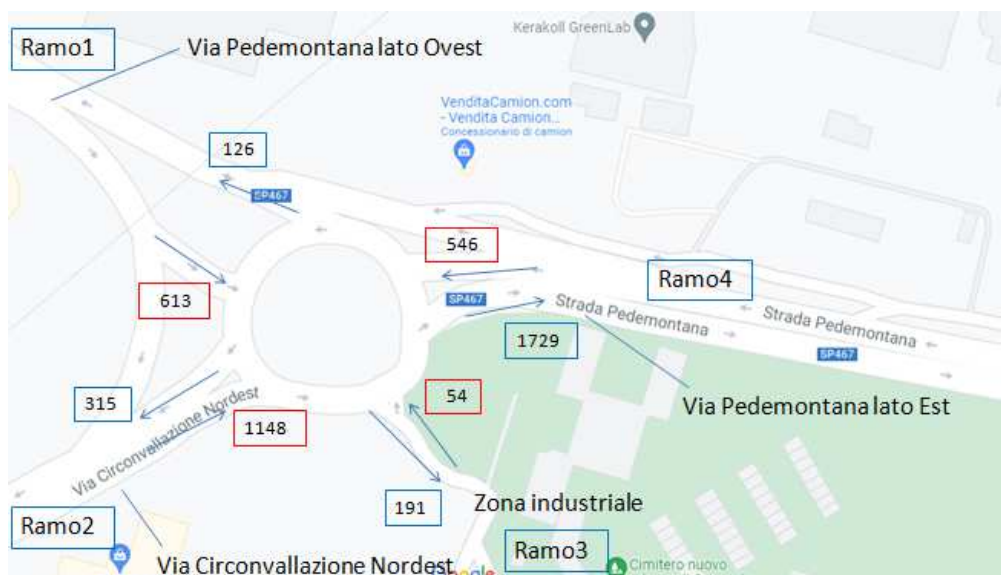 Kerakoll GreenLab
Ramo1
Via Pedemontana lato Ovest
VenditaCamion.com
- Vendita Camion...
Concessionario di camion
126
SP467
546
Ramo4
613
SP467
Strada Pedemontana
Strada Pedemontana
1729
SP467
315
54
Via Pedemontana lato Est
1148
Via Circonvallazione Nordest
191
Zona industriale
Ramo2
Ramo3
Via Circonvallazione Nordest
Google
Cimitero nuovo